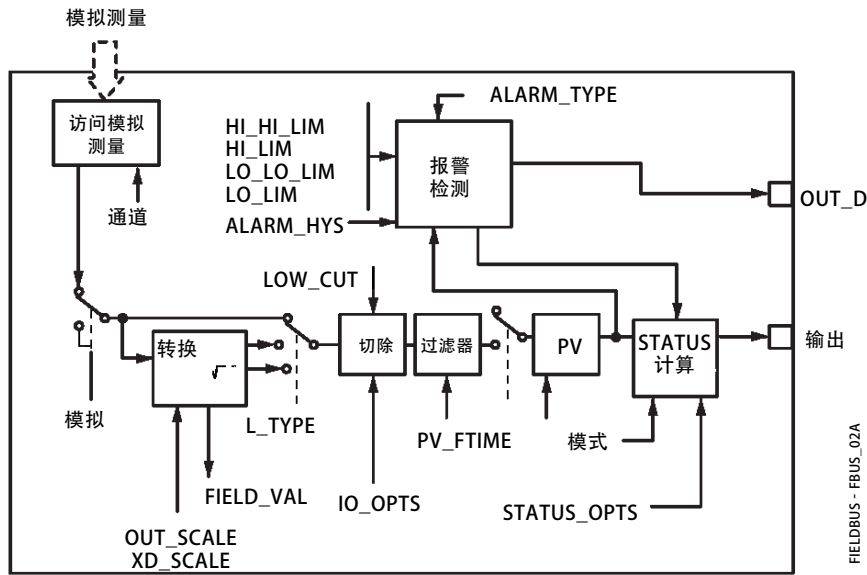 模拟测量
访问模拟
测量
通道
HI_HI_LIM
HI_LIM
LO_LO_LIM
LO_LIM
ALARM_HYS
ALARM_TYPE
报警
检测
OUT_D
LOW_CUT
转换
√
切除
过滤器
PV
STATUS
计算
输出
模拟
L_TYPE
PV_FTIME
模式
FIELD_VAL
IO_OPTS
STATUS_OPTS
OUT_SCALE
XD_SCALE
FIELDBUS - FBUS_02A